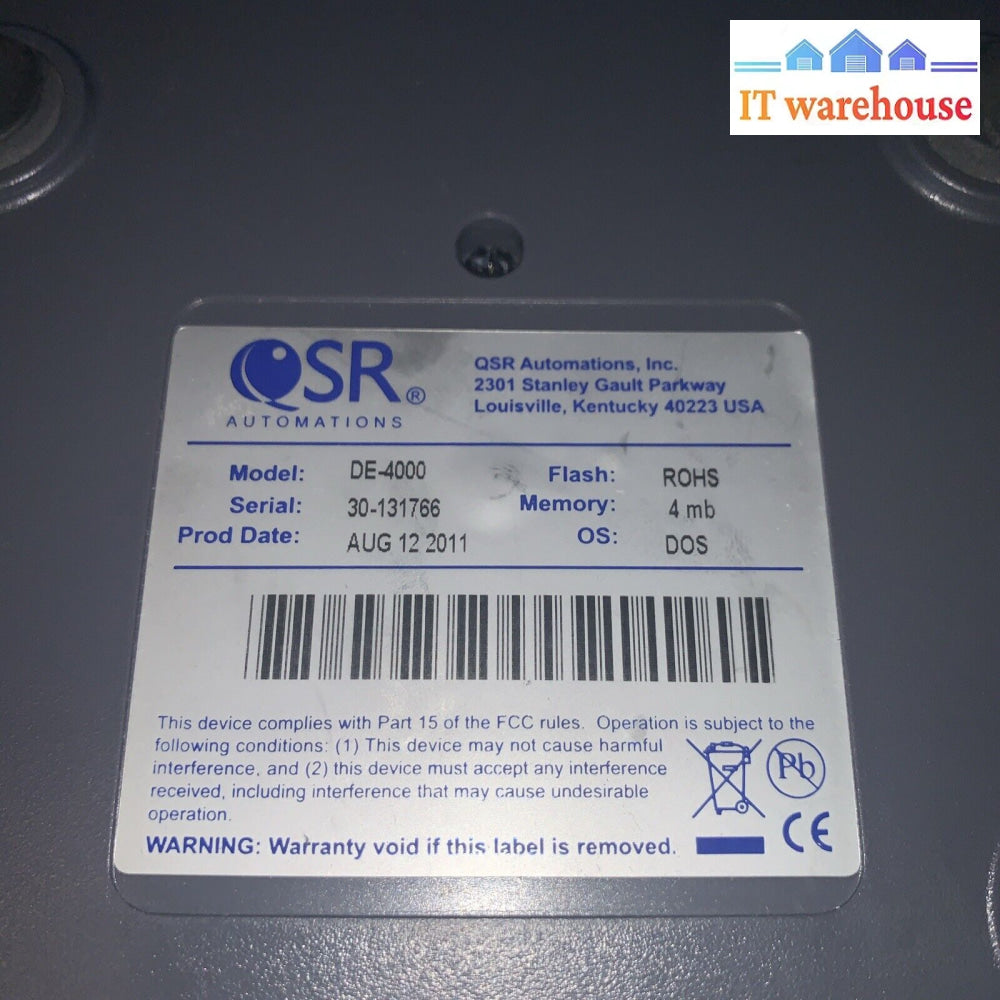 IT warehouse
QSR®
AUTOMATIONS
QSR Automations, Inc.
2301 Stanley Gault Parkway
Louisville, Kentucky 40223 USA
Model: DE-4000 Flash: ROHS
Serial: 30-131766 Memory: 4 mb
Prod Date: AUG 12 2011 OS: DOS
This device complies with Part 15 of the FCC rules. Operation is subject to the
following conditions: (1) This device may not cause harmful
interference, and (2) this device must accept any interference
received, including interference that may cause undesirable
operation.
Pb
CE
WARNING: Warranty void if this label is removed.